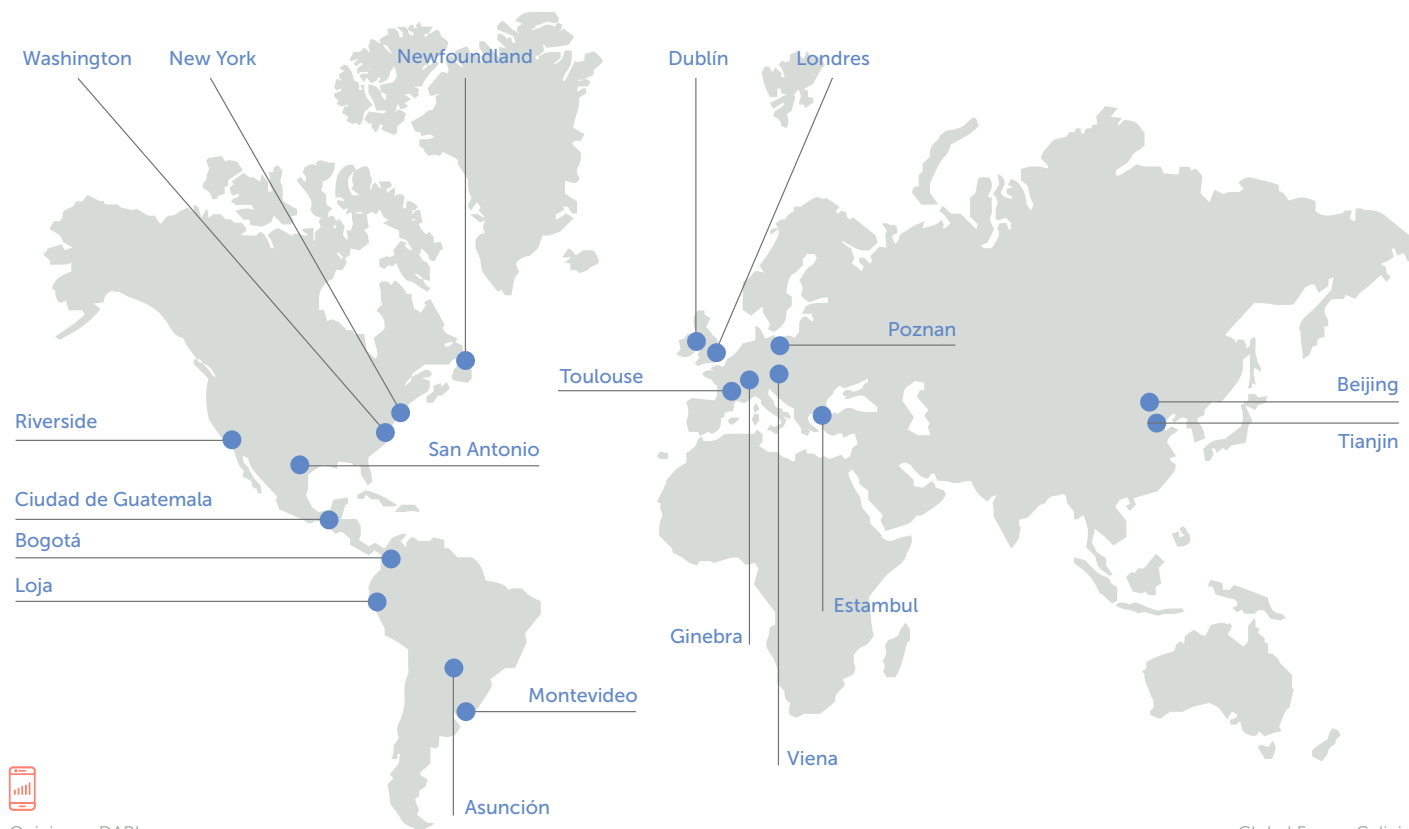 Washington
New York
Newfoundland
Dublín
Londres
Poznan
Toulouse
Beijing
Riverside
Tianjin
San Antonio
Ciudad de Guatemala
Bogotá
Loja
Estambul
Ginebra
Montevideo
Viena
Asunción